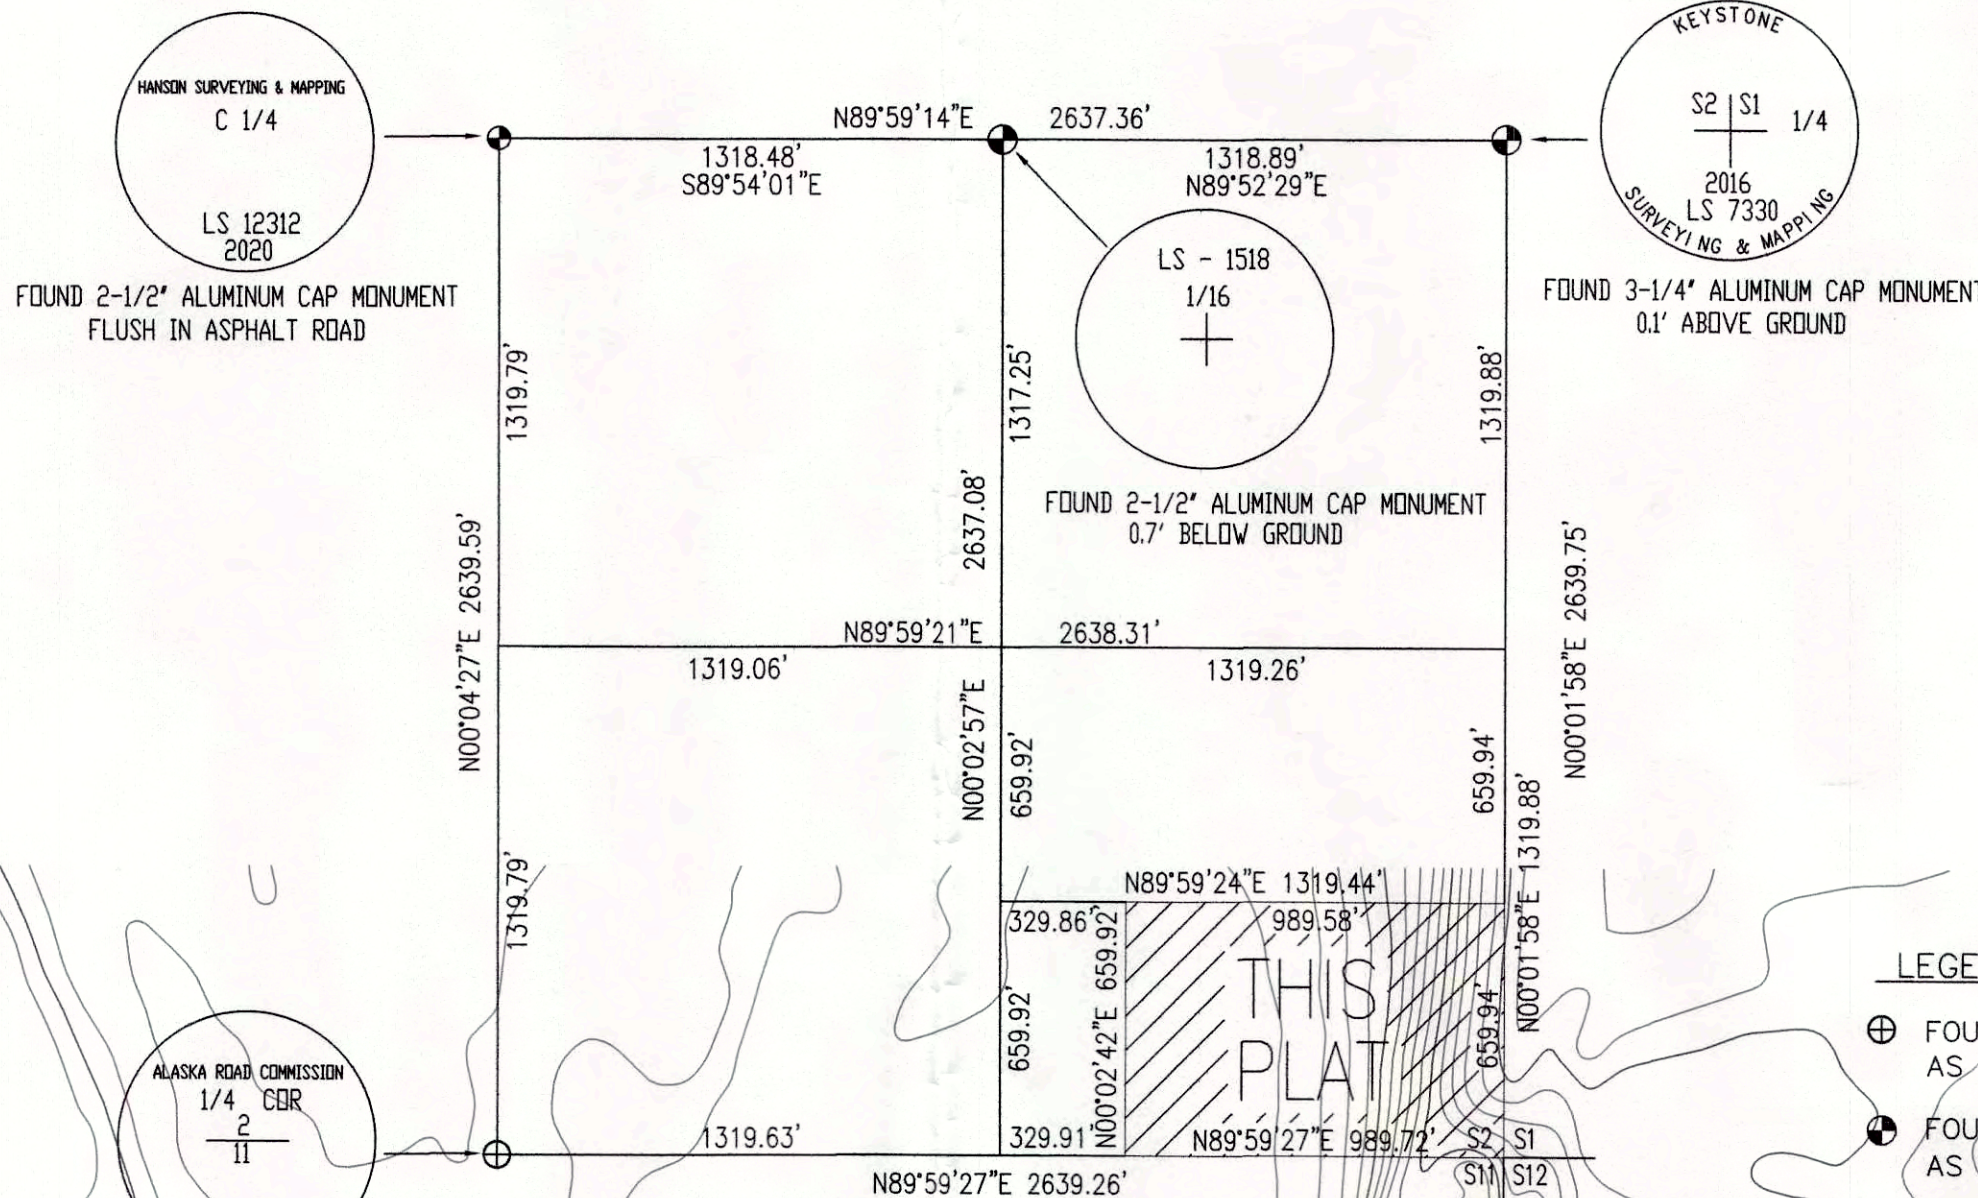 HANSON SURVEYING & MAPPING
C 1/4
LS 12312
2020
FOUND 2-1/2" ALUMINUM CAP MONUMENT
FLUSH IN ASPHALT ROAD
N89°59'14"E 2637.36'
1318.48'
S89°54'01"E
1318.89'
N89°52'29"E
KEYSTONE
S2 S1 1/4
2016
LS 7330
SURVEYING & MAPPING
FOUND 3-1/4" ALUMINUM CAP MONUMENT
0.1' ABOVE GROUND
LS - 1518
1/16
FOUND 2-1/2" ALUMINUM CAP MONUMENT
0.7' BELOW GROUND
1319.79'
1317.25'
1319.88'
N00°04'27"E 2639.59'
N00°02'57"E 2637.08'
N00°01'58"E 2639.75'
N89°59'21"E 2638.31'
1319.06'
1319.26'
659.92'
659.94'
1319.79'
N00°01'58"E 1319.88'
N89°59'24"E 1319.44'
329.86'
989.58'
N00°02'42"E 659.92'
659.92'
659.94'
THIS
PLAT
LEGE
FOU
AS
FOU
AS
ALASKA ROAD COMMISSION
1/4 COR
2
11
1319.63'
329.91'
N89°59'27"E 989.72'
S2 S1
S11 S12
N89°59'27"E 2639.26'